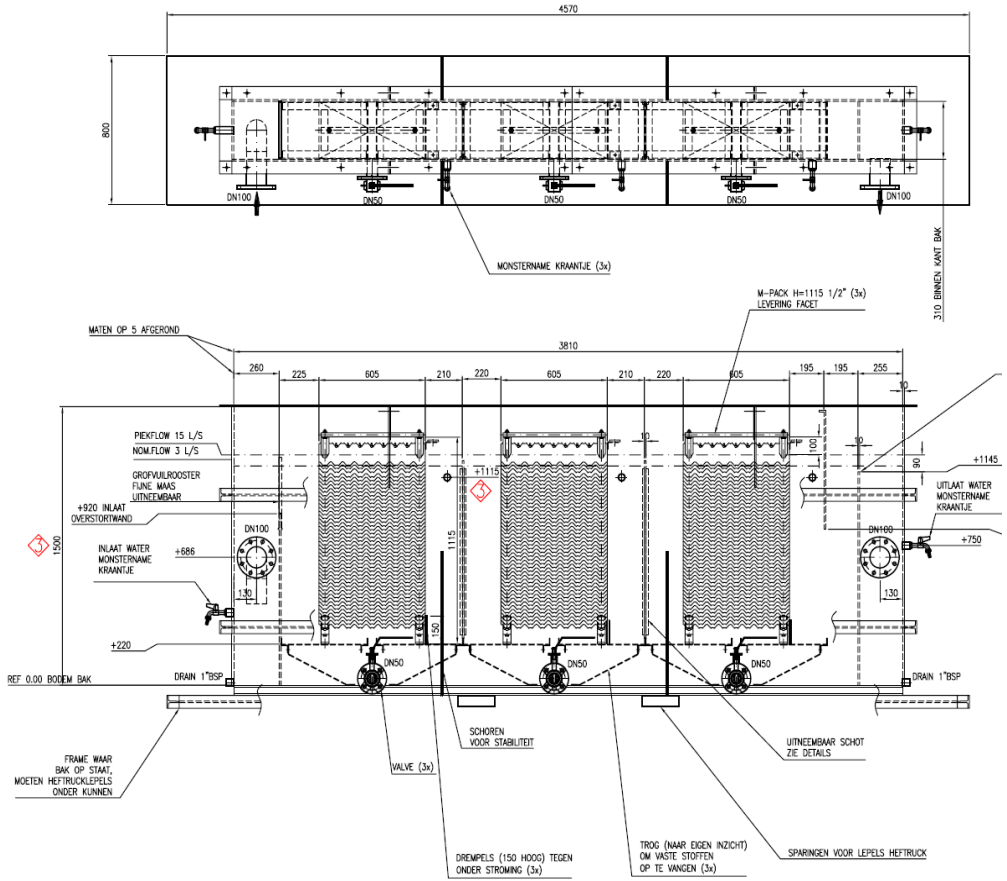 4570
800
DN100
DN50
DN50
DN50
DN100
310 BINNEN KANT BAK
MONSTERNAME KRAANTJE (3x)
M-PACK H=1115 1/2" (3x)
LEVERING FACET
MATEN OP 5 AFGEROND
3810
260
225
605
210
220
605
210
220
605
195
195
255
10
PIEKFLOW 15 L/S
NOM.FLOW 3 L/S
GROFVUILROOSTER
FIJNE MAAS
UITNEEMBAAR
+920 INLAAT
OVERSTORTWAND
3
1500
DN100
+686
INLAAT WATER
MONSTERNAME
KRAANTJE
130
+220
REF 0.00 BODEM BAK
DRAIN 1"BSP
+1115
3
1115
150
10
100
10
90
+1145
UITLAAT WATER
MONSTERNAME
KRAANTJE
DN100
+750
130
DN50
DN50
DN50
DRAIN 1"BSP
FRAME WAAR
BAK OP STAAT,
MOETEN HEFTRUCKLEPELS
ONDER KUNNEN
VALVE (3x)
SCHOREN
VOOR STABILITEIT
UITNEEMBAAR SCHOT
ZIE DETAILS
DREMPELS (150 HOOG) TEGEN
ONDER STROMING (3x)
TROG (NAAR EIGEN INZICHT)
OM VASTE STOFFEN
OP TE VANGEN (3x)
SPARINGEN VOOR LEPELS HEFTRUCK